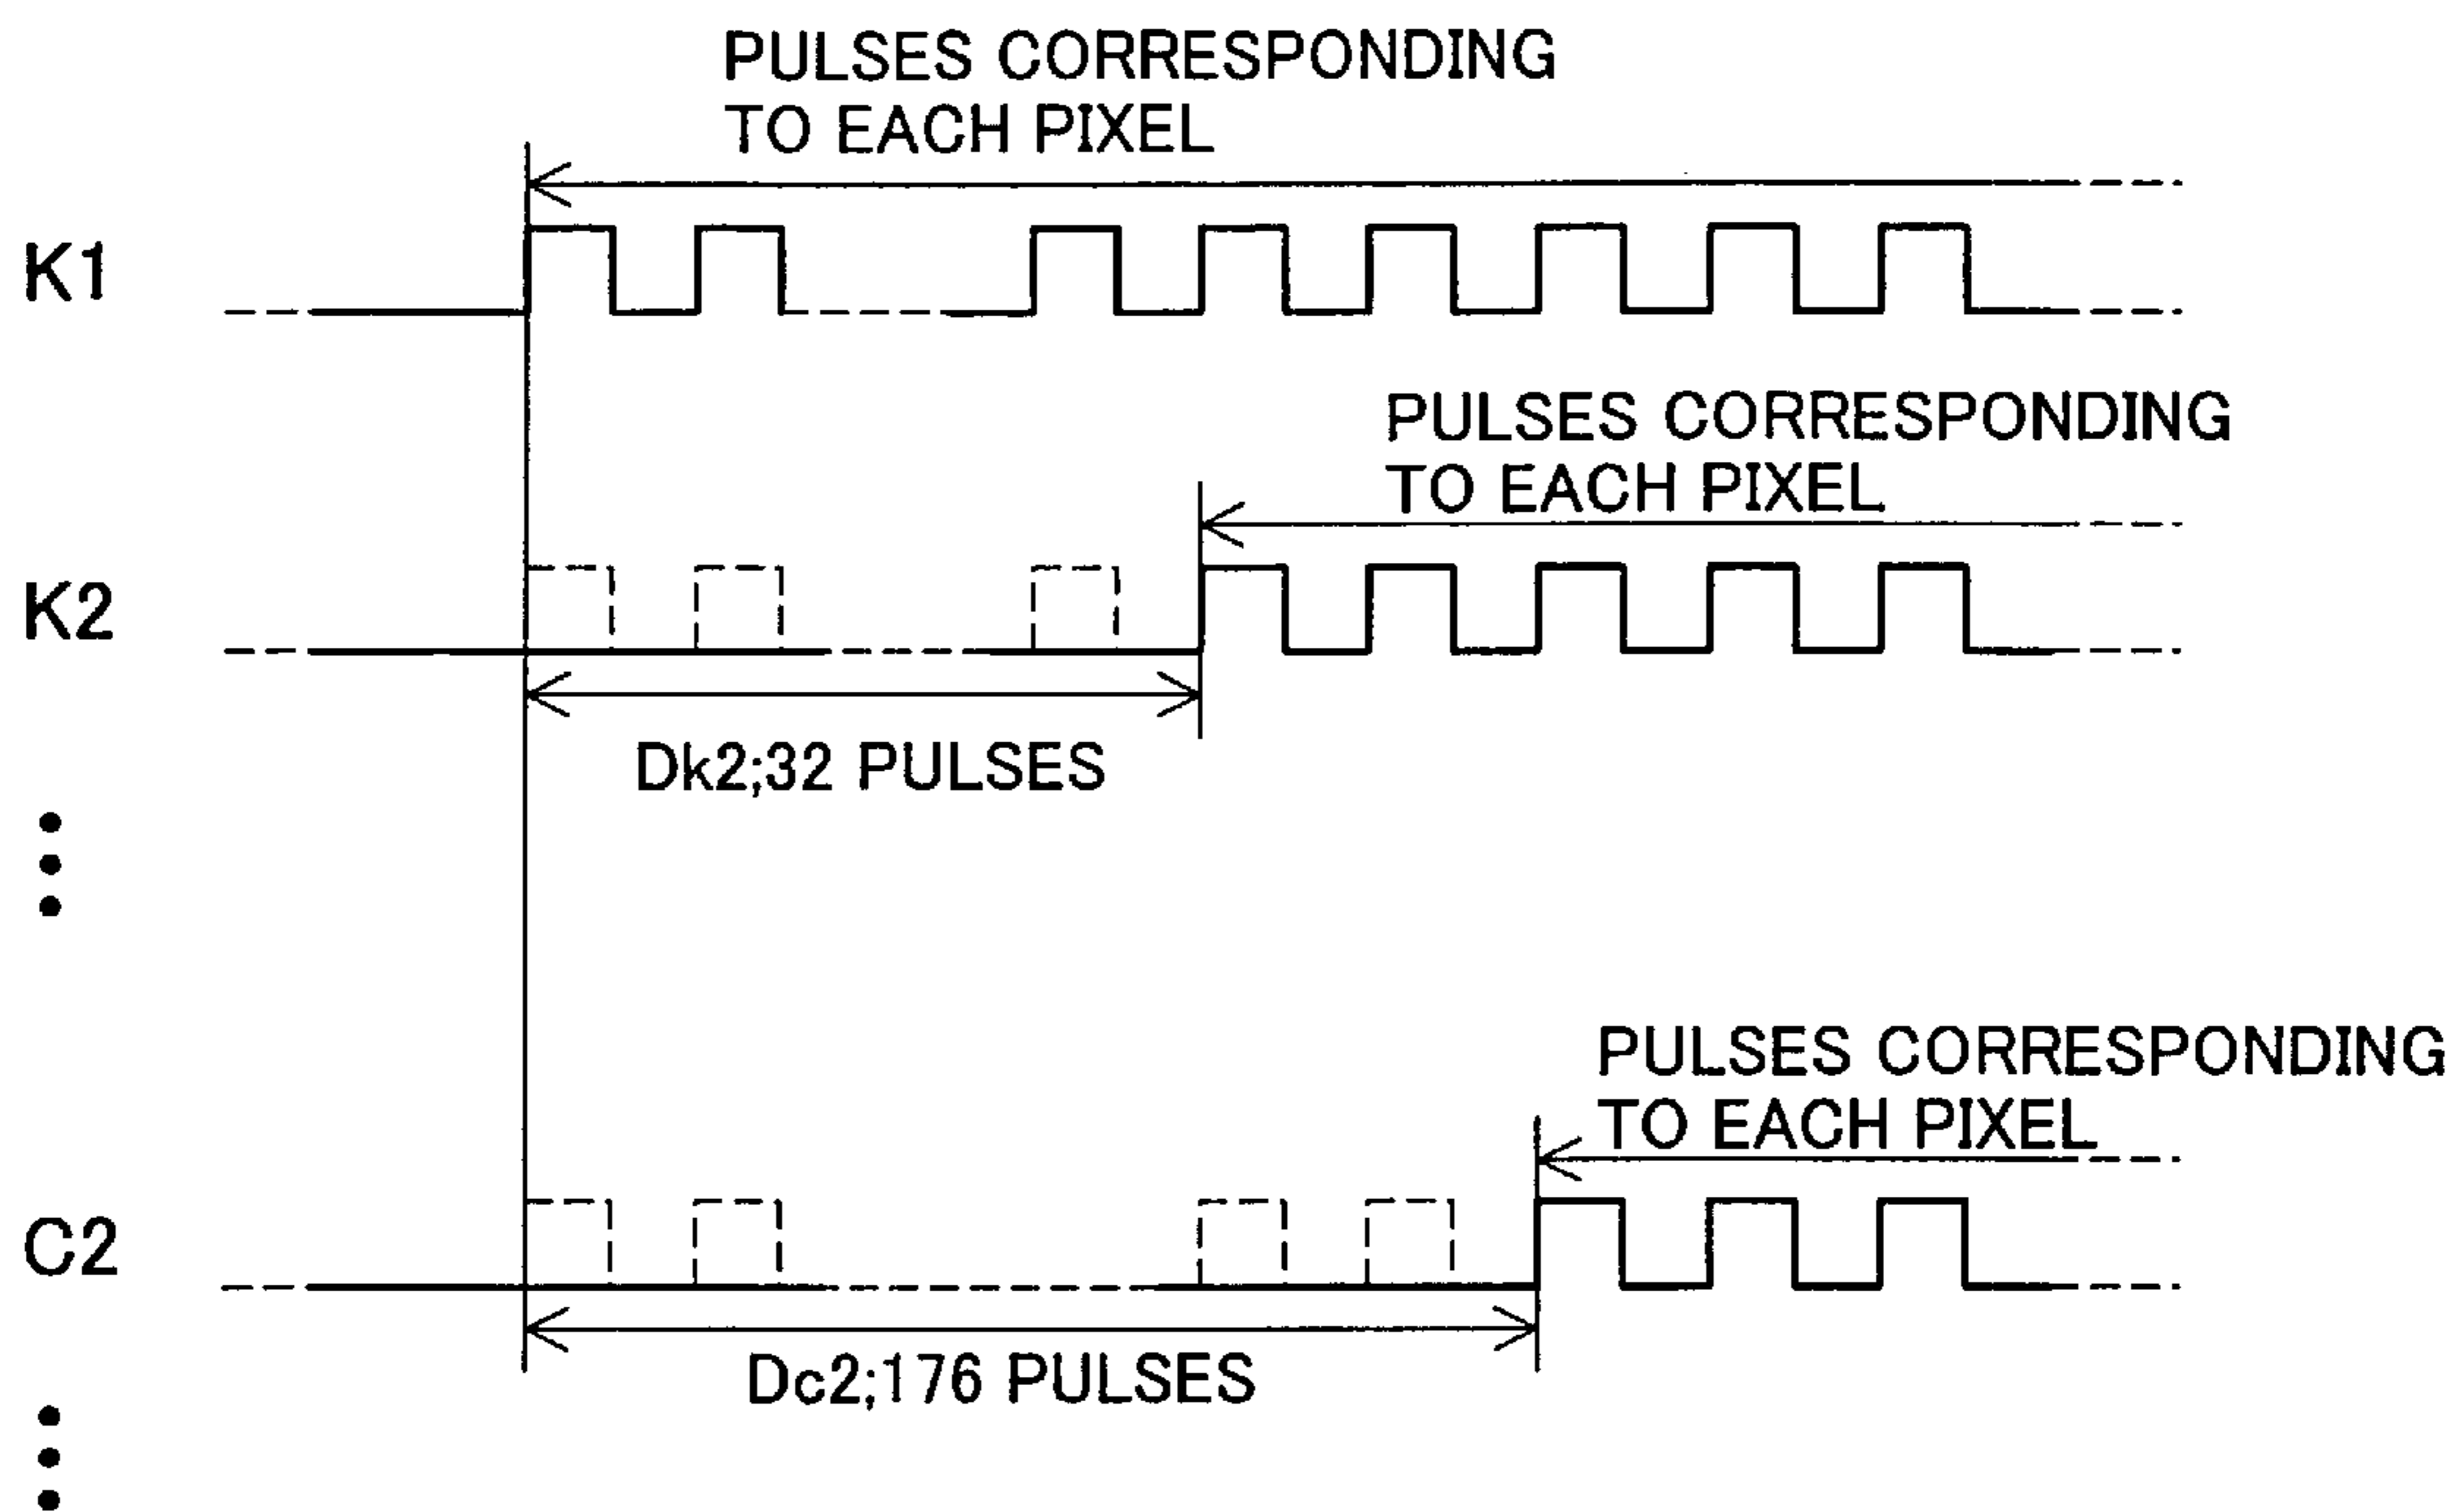 PULSES CORRESPONDING
TO EACH PIXEL
K1
PULSES CORRESPONDING
TO EACH PIXEL
K2
Dk2;32 PULSES
PULSES CORRESPONDING
TO EACH PIXEL
C2
Dc2;176 PULSES